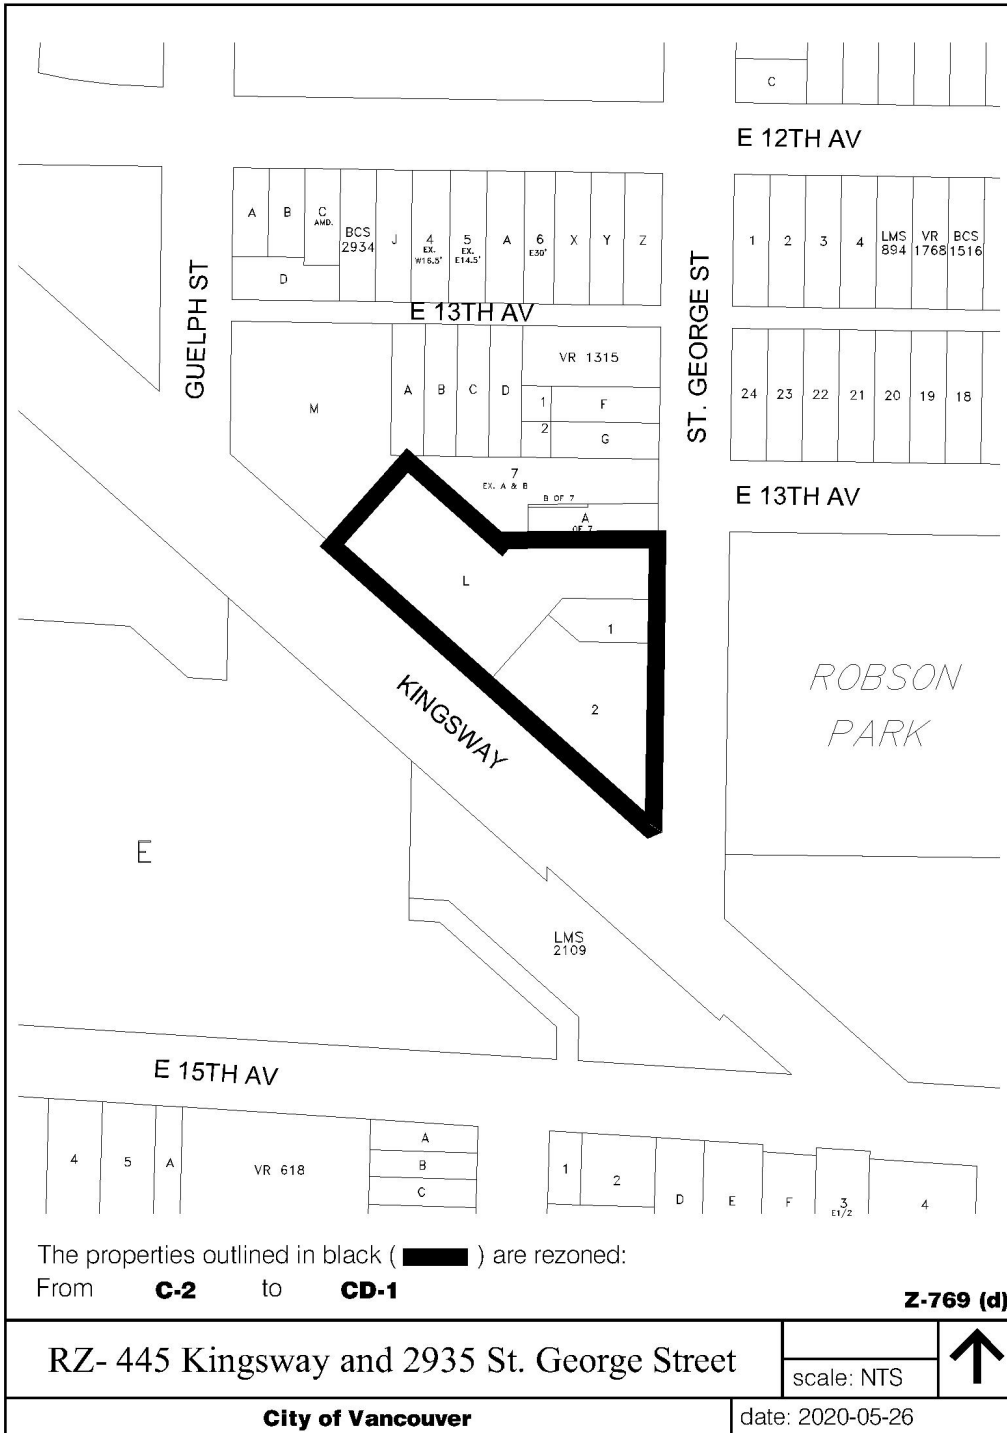 C
E 12TH AV
A B C J 4 5 A 6 X Y Z
AMD.
BCS
2934
EX.
W16.5'
EX.
E14.5'
E30'
D
1 2 3 4 LMS 894 VR 1768 BCS 1516
GUELPH ST
ST. GEORGE ST
E 13TH AV
M
A B C D
VR 1315
1 F
2 G
24 23 22 21 20 19 18
7
EX. A & B
B OF 7
A
OF 7
E 13TH AV
L
1
2
KINGSWAY
ROBSON
PARK
E
LMS
2109
E 15TH AV
4 5 A VR 618
A
B
C
1 2 D E F 3 4
E1/2
The properties outlined in black ( ) are rezoned:
From C-2 to CD-1
Z-769 (d)
RZ- 445 Kingsway and 2935 St. George Street
scale: NTS
City of Vancouver
date: 2020-05-26